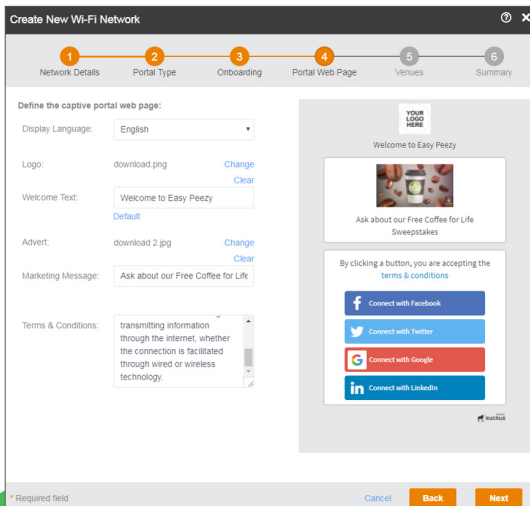 Create New Wi-Fi Network
1 2 3 4 5 6
Network Details Portal Type Onboarding Portal Web Page Venues Summary
Define the captive portal web page:
Display Language: English
Logo: download.png Change
Clear
Welcome Text: Welcome to Easy Peezy
Default
Advert: download 2.jpg Change
Clear
Marketing Message: Ask about our Free Coffee for Life
Terms & Conditions: transmitting information
through the internet, whether
the connection is facilitated
through wired or wireless
technology.
YOUR
LOGO
HERE
Welcome to Easy Peezy
Ask about our Free Coffee for Life
Sweepstakes
By clicking a button, you are accepting the
terms & conditions
Connect with Facebook
Connect with Twitter
G Connect with Google
in Connect with LinkedIn
Ruckus
* Required field Cancel Back Next